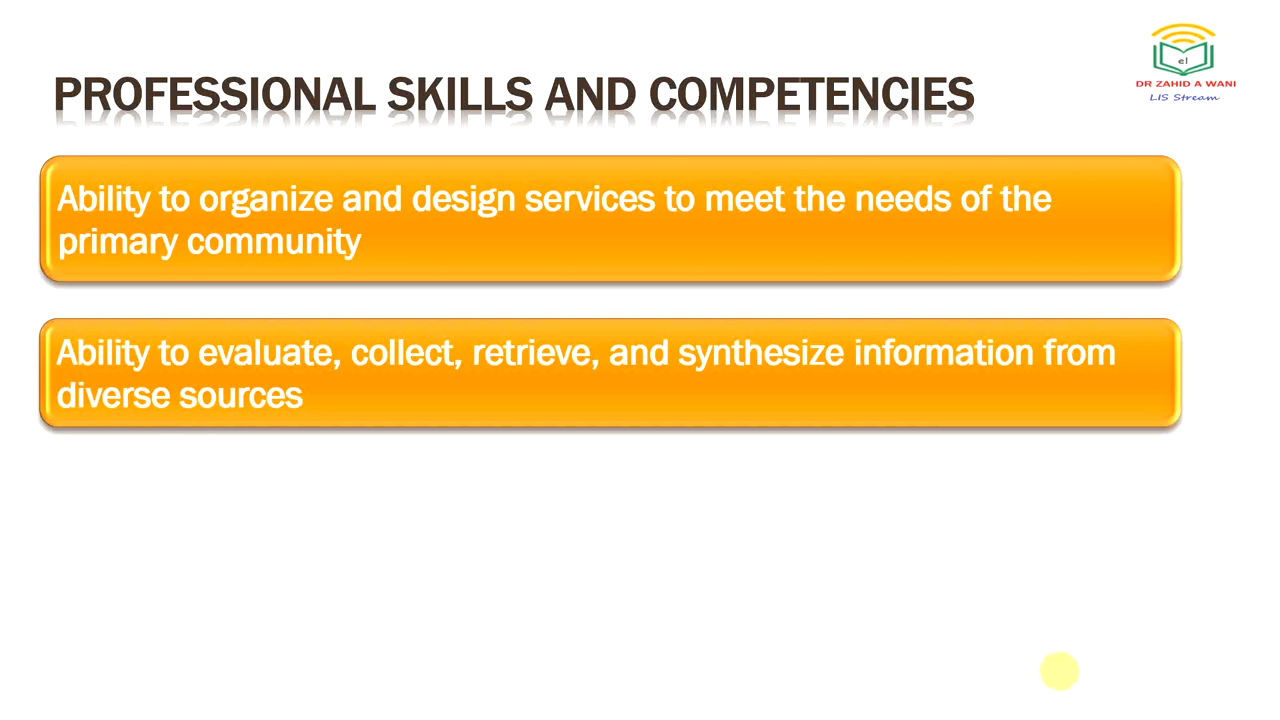 PROFESSIONAL SKILLS AND COMPETENCIES
el
DR ZAHID A WANI
LIS Stream
Ability to organize and design services to meet the needs of the
primary community
Ability to evaluate, collect, retrieve, and synthesize information from
diverse sources